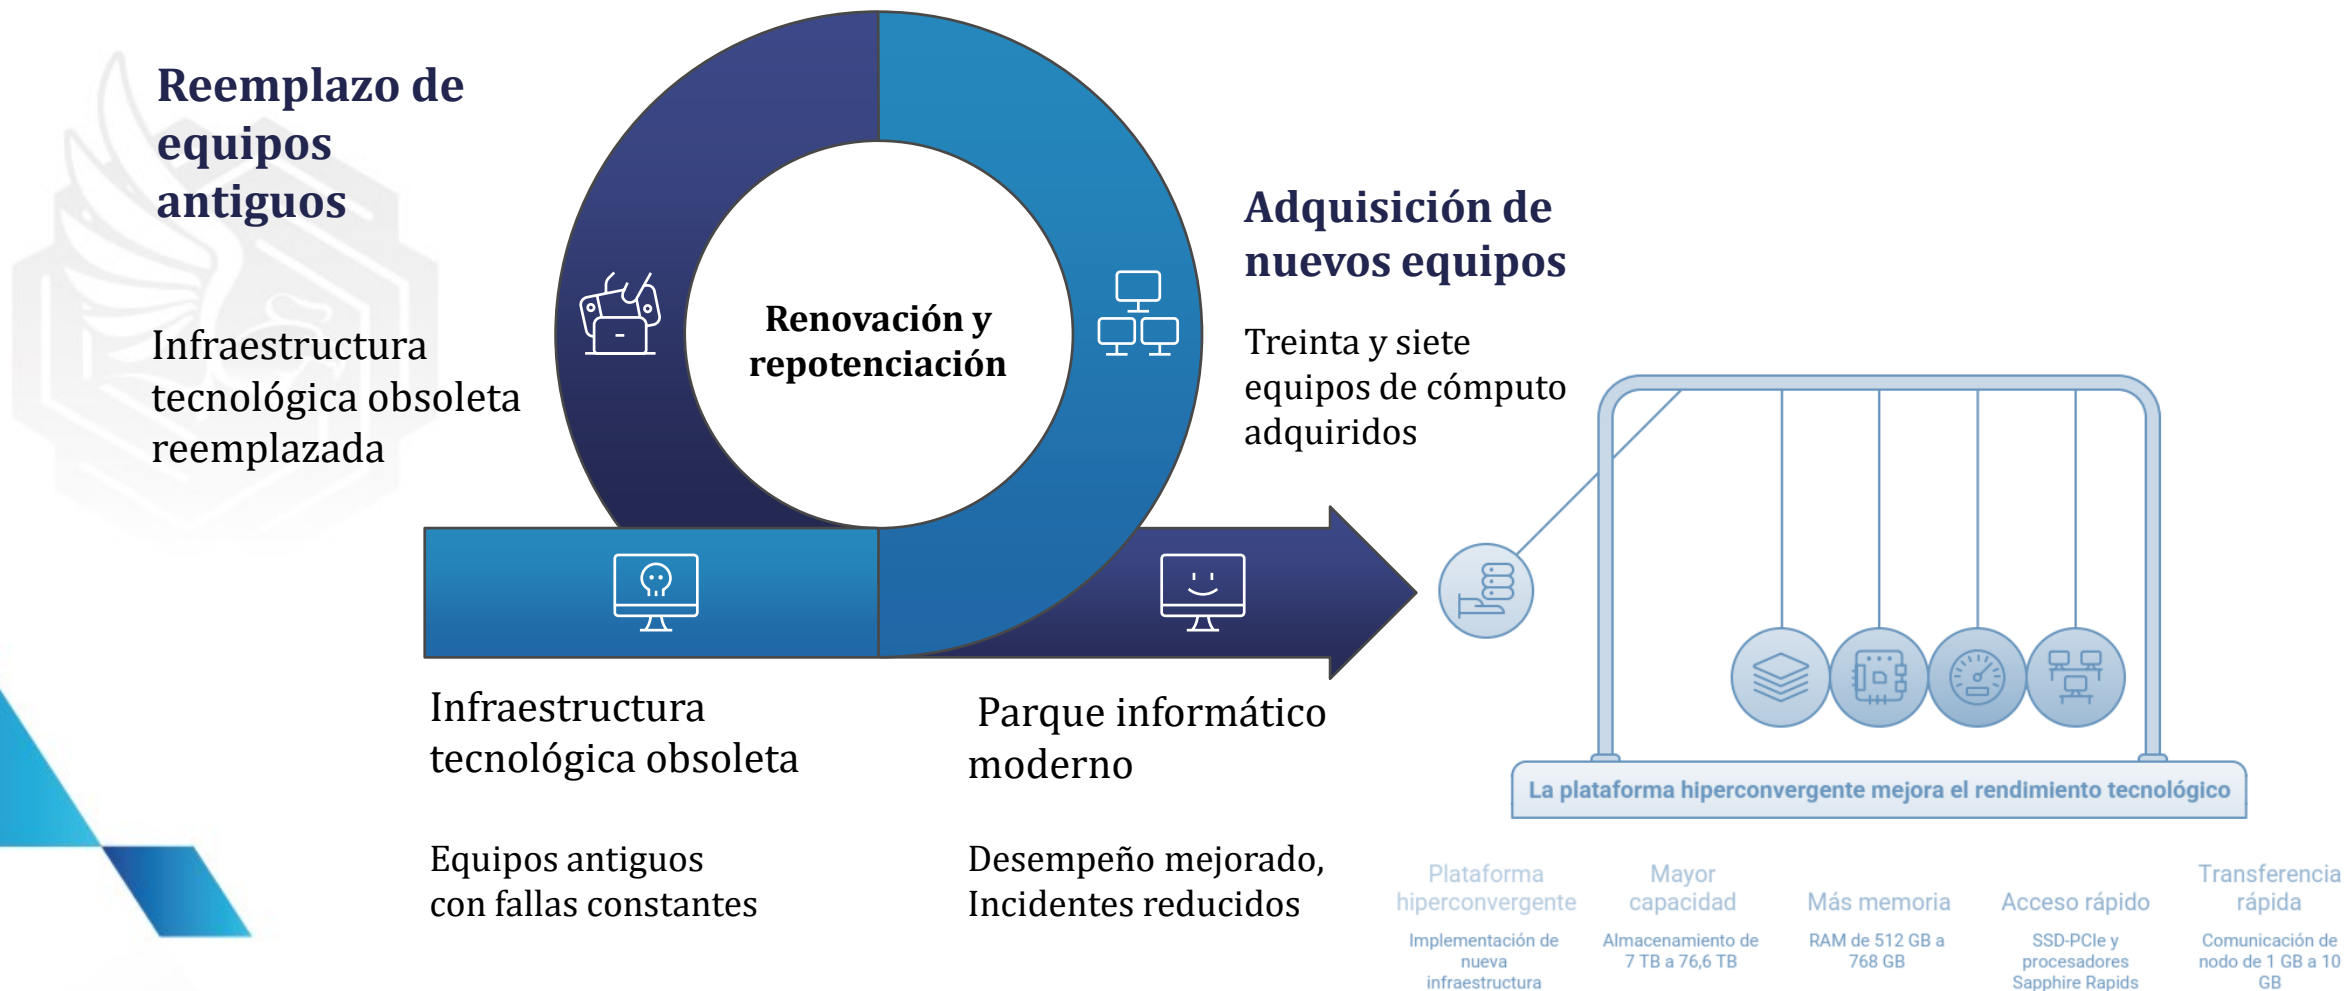 Reemplazo de
equipos
antiguos
Infraestructura
tecnológica obsoleta
reemplazada
Renovación y
repotenciación
Adquisición de
nuevos equipos
Treinta y siete
equipos de cómputo
adquiridos
Infraestructura
tecnológica obsoleta
Equipos antiguos
con fallas constantes
Parque informático
moderno
Desempeño mejorado,
Incidentes reducidos
La plataforma hiperconvergente mejora el rendimiento tecnológico
Plataforma
hiperconvergente
Implementación de
nueva
infraestructura
Mayor
capacidad
Almacenamiento de
7 TB a 76,6 TB
Más memoria
RAM de 512 GB a
768 GB
Acceso rápido
SSD-PCIe y
procesadores
Sapphire Rapids
Transferencia
rápida
Comunicación de
nodo de 1 GB a 10
GB